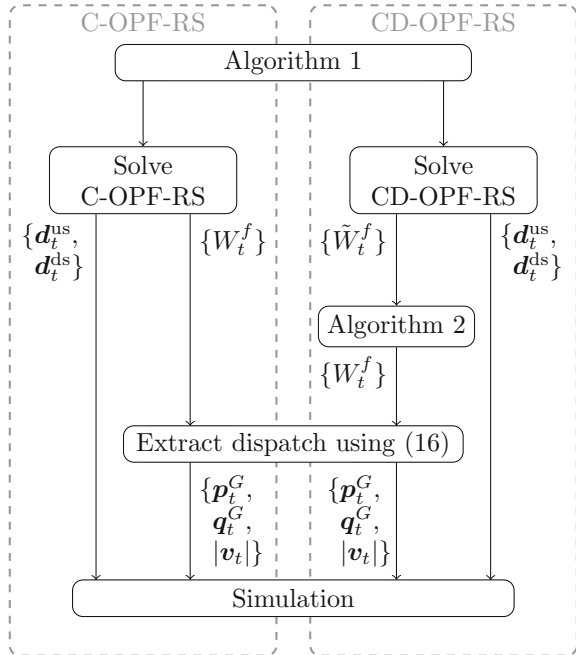 C-OPF-RS
CD-OPF-RS
Algorithm 1
Solve
C-OPF-RS
Solve
CD-OPF-RS
{d_t^us,
d_t^ds}
{W_t^f}
{W̃_t^f}
{d_t^us,
d_t^ds}
Algorithm 2
{W_t^f}
Extract dispatch using (16)
{p_t^G,
q_t^G,
|v_t|}
{p_t^G,
q_t^G,
|v_t|}
Simulation